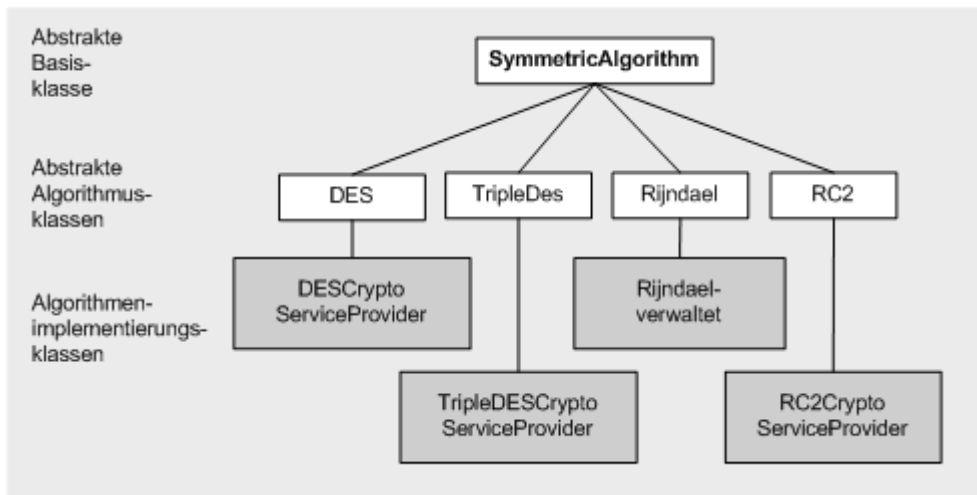 Abstrakte
Basis-
klasse
SymmetricAlgorithm
Abstrakte
Algorithmus-
klassen
DES
TripleDes
Rijndael
RC2
Algorithmen-
implementierungs-
klassen
DESCrypto
ServiceProvider
Rijndael-
verwaltet
TripleDESCrypto
ServiceProvider
RC2Crypto
ServiceProvider